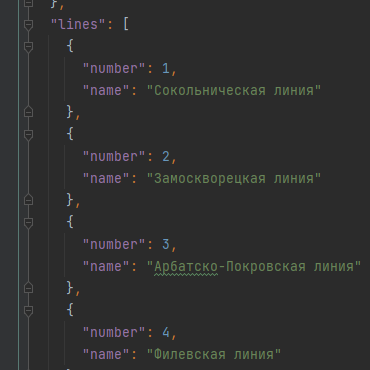 },
"lines": [
{
"number": 1,
"name": "Сокольническая линия"
},
{
"number": 2,
"name": "Замоскворецкая линия"
},
{
"number": 3,
"name": "Арбатско-Покровская линия"
},
{
"number": 4,
"name": "Филевская линия"